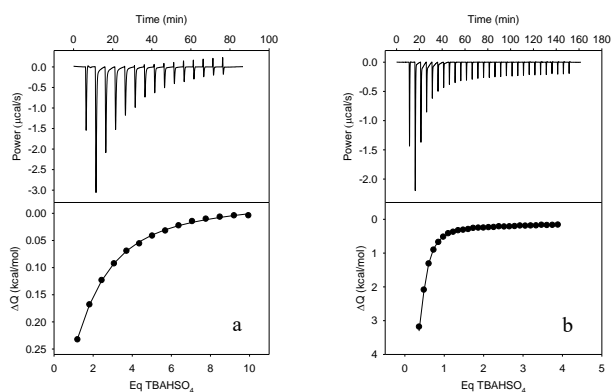 Time (min)
0 20 40 60 80 100
0.0
-0.5
-1.0
-1.5
-2.0
-2.5
-3.0
Power (μcal/s)
0.00
0.05
0.10
0.15
0.20
0.25
ΔQ (kcal/mol)
a
0 2 4 6 8 10
Eq TBAHSO4
Time (min)
0 20 40 60 80 100 120 140 160 180
0.0
-0.5
-1.0
-1.5
-2.0
Power (μcal/s)
0
1
2
3
4
ΔQ (kcal/mol)
b
0 1 2 3 4
Eq TBAHSO4